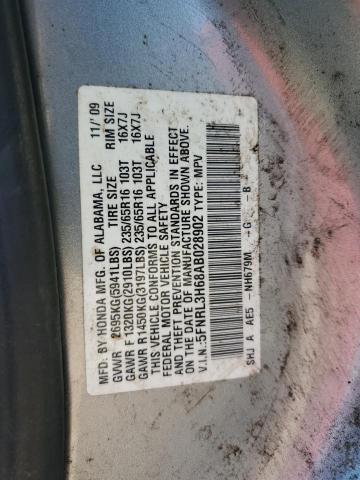 MFD. BY HONDA MFG. OF ALABAMA, LLC 11/ 09
TIRE SIZE RIM SIZE
GVWR 2695KG(5941LBS)
GAWR F 1320KG(2910LBS) 235/65R16 103T 16X7J
GAWR R1450KG(3197LBS) 235/65R16 103T 16X7J
THIS VEHICLE CONFORMS TO ALL APPLICABLE
FEDERAL MOTOR VEHICLE SAFETY STANDARDS IN EFFECT
AND THEFT PREVENTION
ON THE DATE OF MANUFACTURE SHOWN ABOVE.
V.I.N.:5FNRL3H68AB028902 TYPE: MPV
SHJ A AE5 -NH679M -G -B